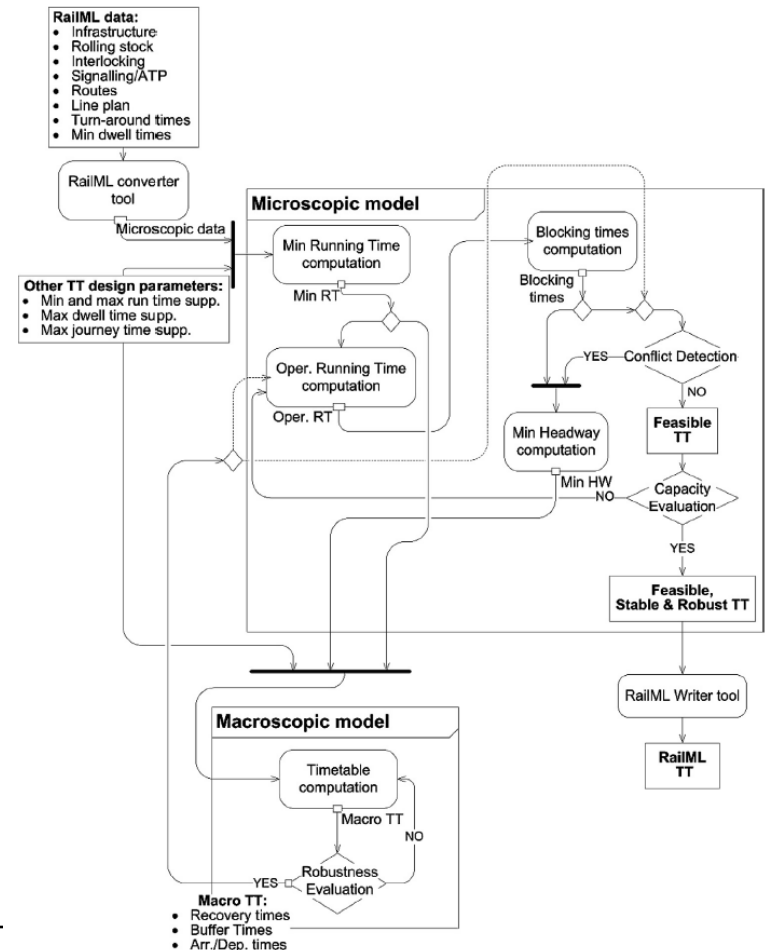 RailML data:
• Infrastructure
• Rolling stock
• Interlocking
• Signalling/ATP
• Routes
• Line plan
• Turn-around times
• Min dwell times
RailML converter
tool
Microscopic data
Other TT design parameters:
• Min and max run time supp.
• Max dwell time supp.
• Max journey time supp.
Microscopic model
Min Running Time
computation
Min RT
Oper. Running Time
computation
Oper. RT
Blocking times
computation
Blocking
times
YES
Conflict Detection
NO
Min Headway
computation
Min HW
Feasible
TT
NO
Capacity
Evaluation
YES
Feasible,
Stable & Robust TT
RailML Writer tool
RailML
TT
Macroscopic model
Timetable
computation
Macro TT
NO
YES
Robustness
Evaluation
Macro TT:
• Recovery times
• Buffer Times
• Arr./Dep. times